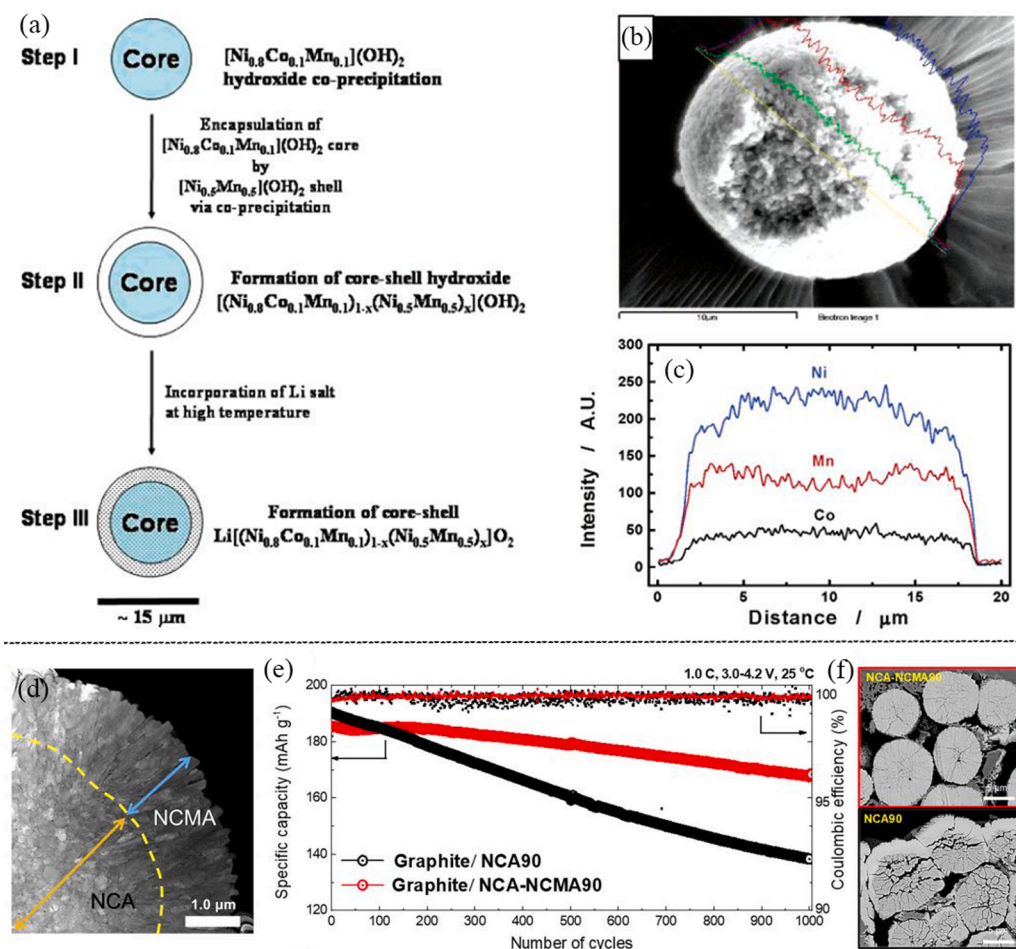 (a)
Step I
Core
[Ni0.8Co0.1Mn0.1](OH)2
hydroxide co-precipitation
Encapsulation of
[Ni0.8Co0.1Mn0.1](OH)2 core
by
[Ni0.5Mn0.5](OH)2 shell
via co-precipitation
Step II
Core
Formation of core-shell hydroxide
[(Ni0.8Co0.1Mn0.1)1-x(Ni0.5Mn0.5)x](OH)2
Incorporation of Li salt
at high temperature
Step III
Core
Formation of core-shell
Li[(Ni0.8Co0.1Mn0.1)1-x(Ni0.5Mn0.5)x]O2
~ 15 μm
(b)
10μm
Electron Image 1
(c)
300
250
200
150
100
50
0
Intensity / A.U.
Ni
Mn
Co
0
5
10
15
20
Distance / μm
(d)
NCMA
NCA
1.0 μm
(e)
1.0 C, 3.0-4.2 V, 25 °C
200
180
160
140
120
Specific capacity (mAh g-1)
100
95
90
Coulombic efficiency (%)
Graphite/ NCA90
Graphite/ NCA-NCMA90
0 100 200 300 400 500 600 700 800 900 1000
Number of cycles
(f)
NCA-NCMA90
5 μm
NCA90
5 μm